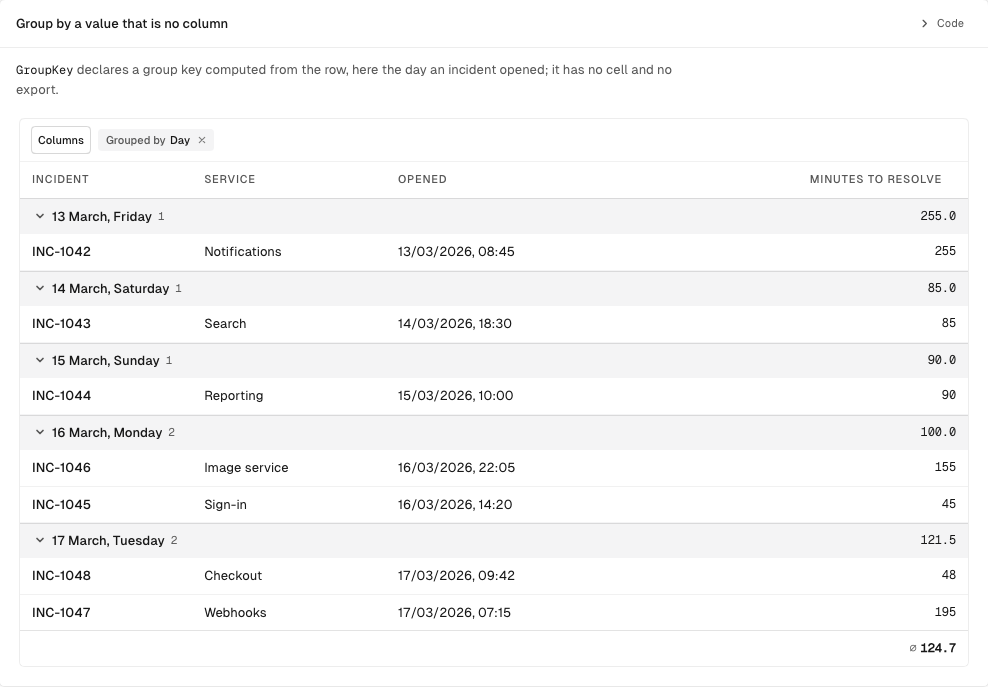 Group by a value that is no column
Code
GroupKey declares a group key computed from the row, here the day an incident opened; it has no cell and no
export.
Columns Grouped by Day ×
INCIDENT SERVICE OPENED MINUTES TO RESOLVE
13 March, Friday 1 255.0
INC-1042 Notifications 13/03/2026, 08:45 255
14 March, Saturday 1 85.0
INC-1043 Search 14/03/2026, 18:30 85
15 March, Sunday 1 90.0
INC-1044 Reporting 15/03/2026, 10:00 90
16 March, Monday 2 100.0
INC-1046 Image service 16/03/2026, 22:05 155
INC-1045 Sign-in 16/03/2026, 14:20 45
17 March, Tuesday 2 121.5
INC-1048 Checkout 17/03/2026, 09:42 48
INC-1047 Webhooks 17/03/2026, 07:15 195
⌀ 124.7